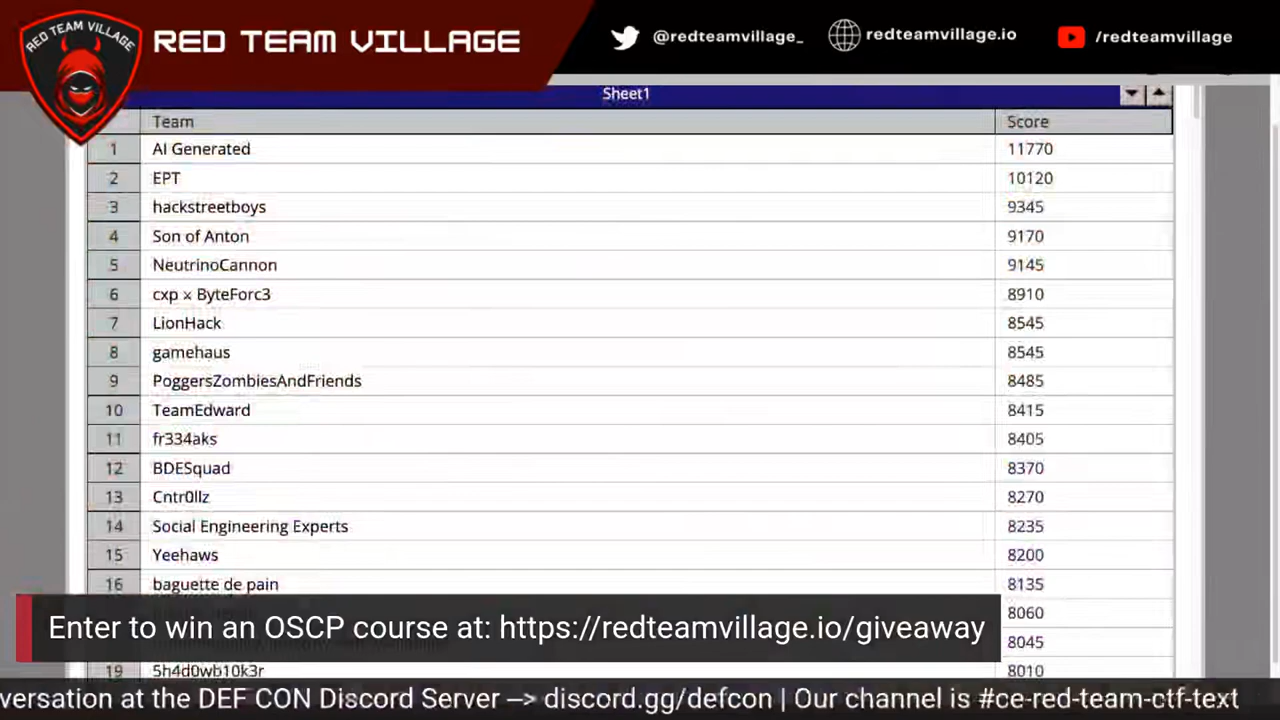 RED TEAM VILLAGE
RED TEAM VILLAGE
@redteamvillage_
redteamvillage.io
/redteamvillage
Sheet1
Team Score
1 AI Generated 11770
2 EPT 10120
3 hackstreetboys 9345
4 Son of Anton 9170
5 NeutrinoCannon 9145
6 cxp x ByteForc3 8910
7 LionHack 8545
8 gamehaus 8545
9 PoggersZombiesAndFriends 8485
10 TeamEdward 8415
11 fr334aks 8405
12 BDESquad 8370
13 Cntr0llz 8270
14 Social Engineering Experts 8235
15 Yeehaws 8200
16 baguette de pain 8135
8060
Enter to win an OSCP course at: https://redteamvillage.io/giveaway
8045
19 5h4d0wb10k3r 8010
versation at the DEF CON Discord Server —> discord.gg/defcon | Our channel is #ce-red-team-ctf-text